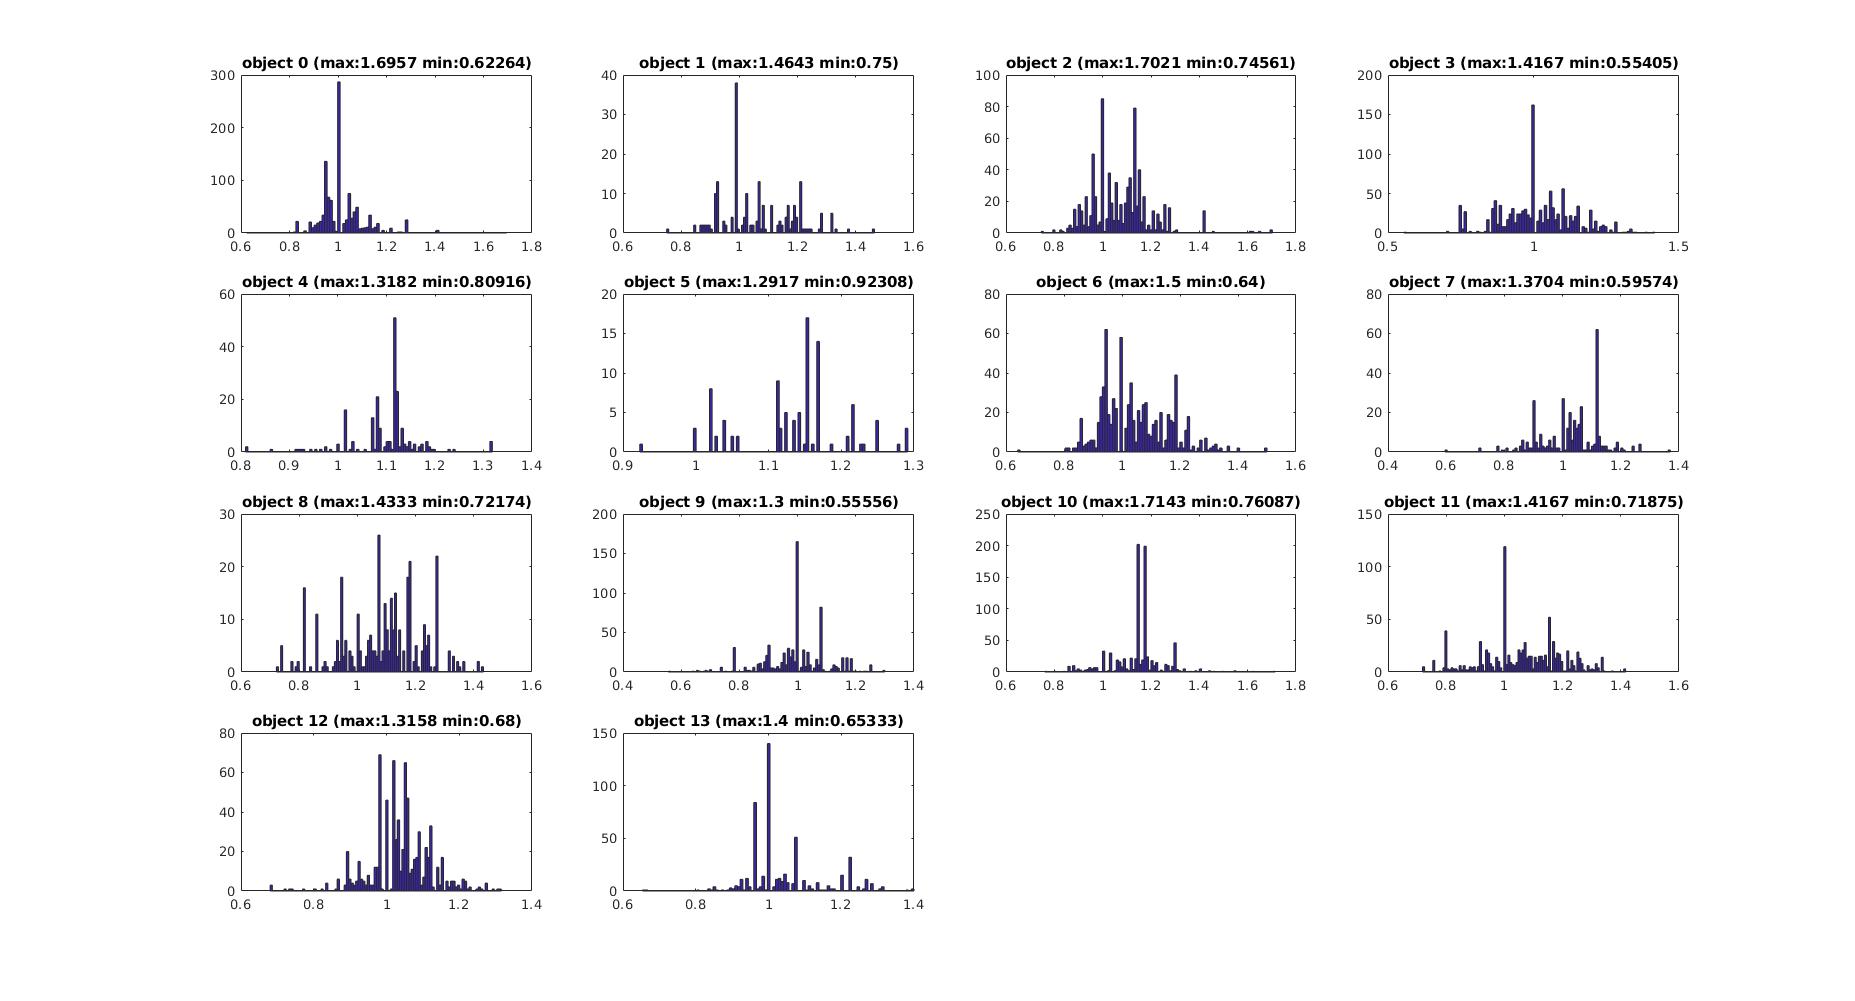 object 0 (max:1.6957 min:0.62264)
300
200
100
0
0.6 0.8 1 1.2 1.4 1.6 1.8
object 1 (max:1.4643 min:0.75)
40
30
20
10
0
0.6 0.8 1 1.2 1.4 1.6
object 2 (max:1.7021 min:0.74561)
100
80
60
40
20
0
0.6 0.8 1 1.2 1.4 1.6 1.8
object 3 (max:1.4167 min:0.55405)
200
150
100
50
0
0.5 1 1.5
object 4 (max:1.3182 min:0.80916)
60
40
20
0
0.8 0.9 1 1.1 1.2 1.3 1.4
object 5 (max:1.2917 min:0.92308)
20
15
10
5
0
0.9 1 1.1 1.2 1.3
object 6 (max:1.5 min:0.64)
80
60
40
20
0
0.6 0.8 1 1.2 1.4 1.6
object 7 (max:1.3704 min:0.59574)
80
60
40
20
0
0.4 0.6 0.8 1 1.2 1.4
object 8 (max:1.4333 min:0.72174)
30
20
10
0
0.6 0.8 1 1.2 1.4 1.6
object 9 (max:1.3 min:0.55556)
200
150
100
50
0
0.4 0.6 0.8 1 1.2 1.4
object 10 (max:1.7143 min:0.76087)
250
200
150
100
50
0
0.6 0.8 1 1.2 1.4 1.6 1.8
object 11 (max:1.4167 min:0.71875)
150
100
50
0
0.6 0.8 1 1.2 1.4 1.6
object 12 (max:1.3158 min:0.68)
80
60
40
20
0
0.6 0.8 1 1.2 1.4
object 13 (max:1.4 min:0.65333)
150
100
50
0
0.6 0.8 1 1.2 1.4